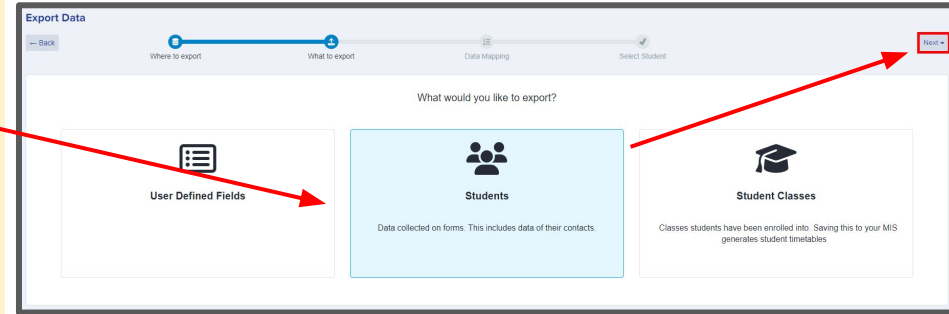 Export Data
← Back
Where to export
What to export
Data Mapping
Select Student
Next
What would you like to export?
User Defined Fields
Students
Data collected on forms. This includes data of their contacts.
Student Classes
Classes students have been enrolled into. Saving this to your MIS
generates student timetables